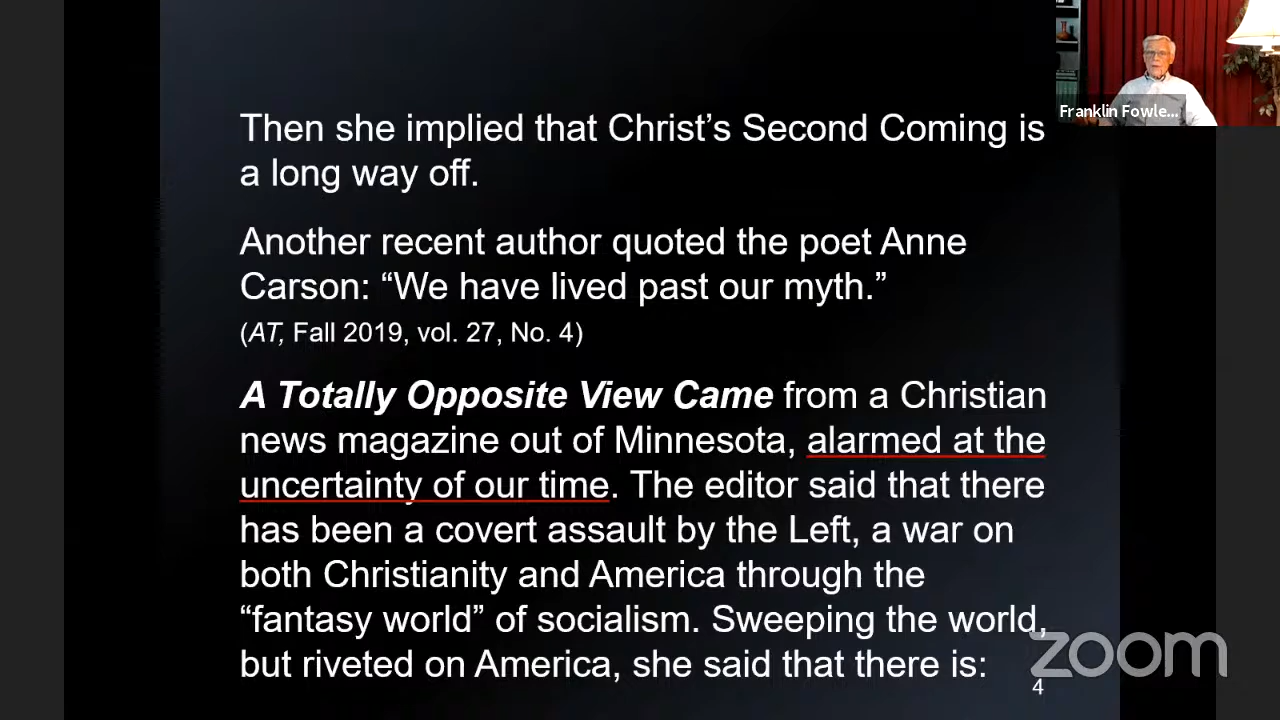 Franklin Fowle...
Then she implied that Christ’s Second Coming is
a long way off.
Another recent author quoted the poet Anne
Carson: “We have lived past our myth.”
(AT, Fall 2019, vol. 27, No. 4)
A Totally Opposite View Came from a Christian
news magazine out of Minnesota, alarmed at the
uncertainty of our time. The editor said that there
has been a covert assault by the Left, a war on
both Christianity and America through the
“fantasy world” of socialism. Sweeping the world,
but riveted on America, she said that there is:
zoom
4